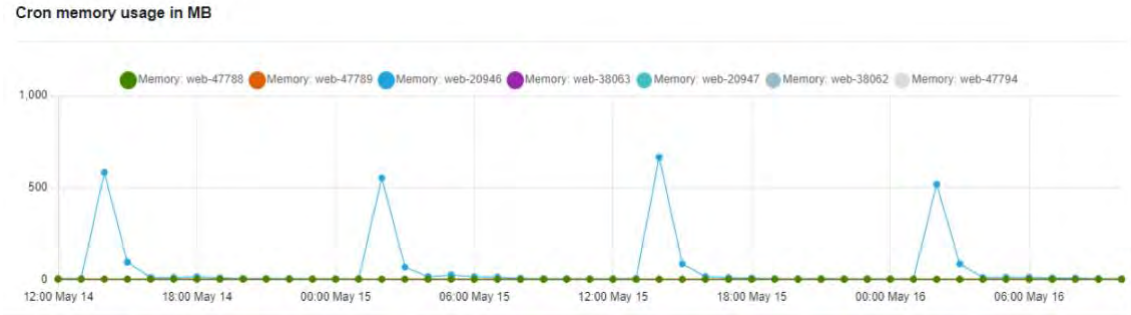 Cron memory usage in MB
Memory: web-47788 Memory: web-47789 Memory: web-20946 Memory: web-38063 Memory: web-20947 Memory: web-38062 Memory: web-47794
1,000
500
0
12:00 May 14 18:00 May 14 00:00 May 15 06:00 May 15 12:00 May 15 18:00 May 15 00:00 May 16 06:00 May 16